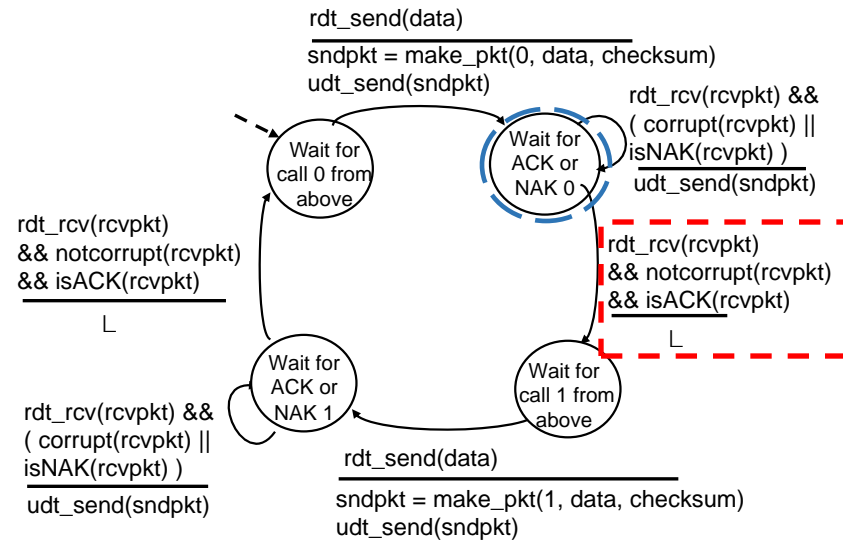 rdt_send(data)
sndpkt = make_pkt(0, data, checksum)
udt_send(sndpkt)
rdt_rcv(rcvpkt) &&
( corrupt(rcvpkt) ||
isNAK(rcvpkt) )
udt_send(sndpkt)
Wait for
call 0 from
above
Wait for
ACK or
NAK 0
rdt_rcv(rcvpkt)
&& notcorrupt(rcvpkt)
&& isACK(rcvpkt)
L
rdt_rcv(rcvpkt)
&& notcorrupt(rcvpkt)
&& isACK(rcvpkt)
L
Wait for
ACK or
NAK 1
Wait for
call 1 from
above
rdt_rcv(rcvpkt) &&
( corrupt(rcvpkt) ||
isNAK(rcvpkt) )
udt_send(sndpkt)
rdt_send(data)
sndpkt = make_pkt(1, data, checksum)
udt_send(sndpkt)